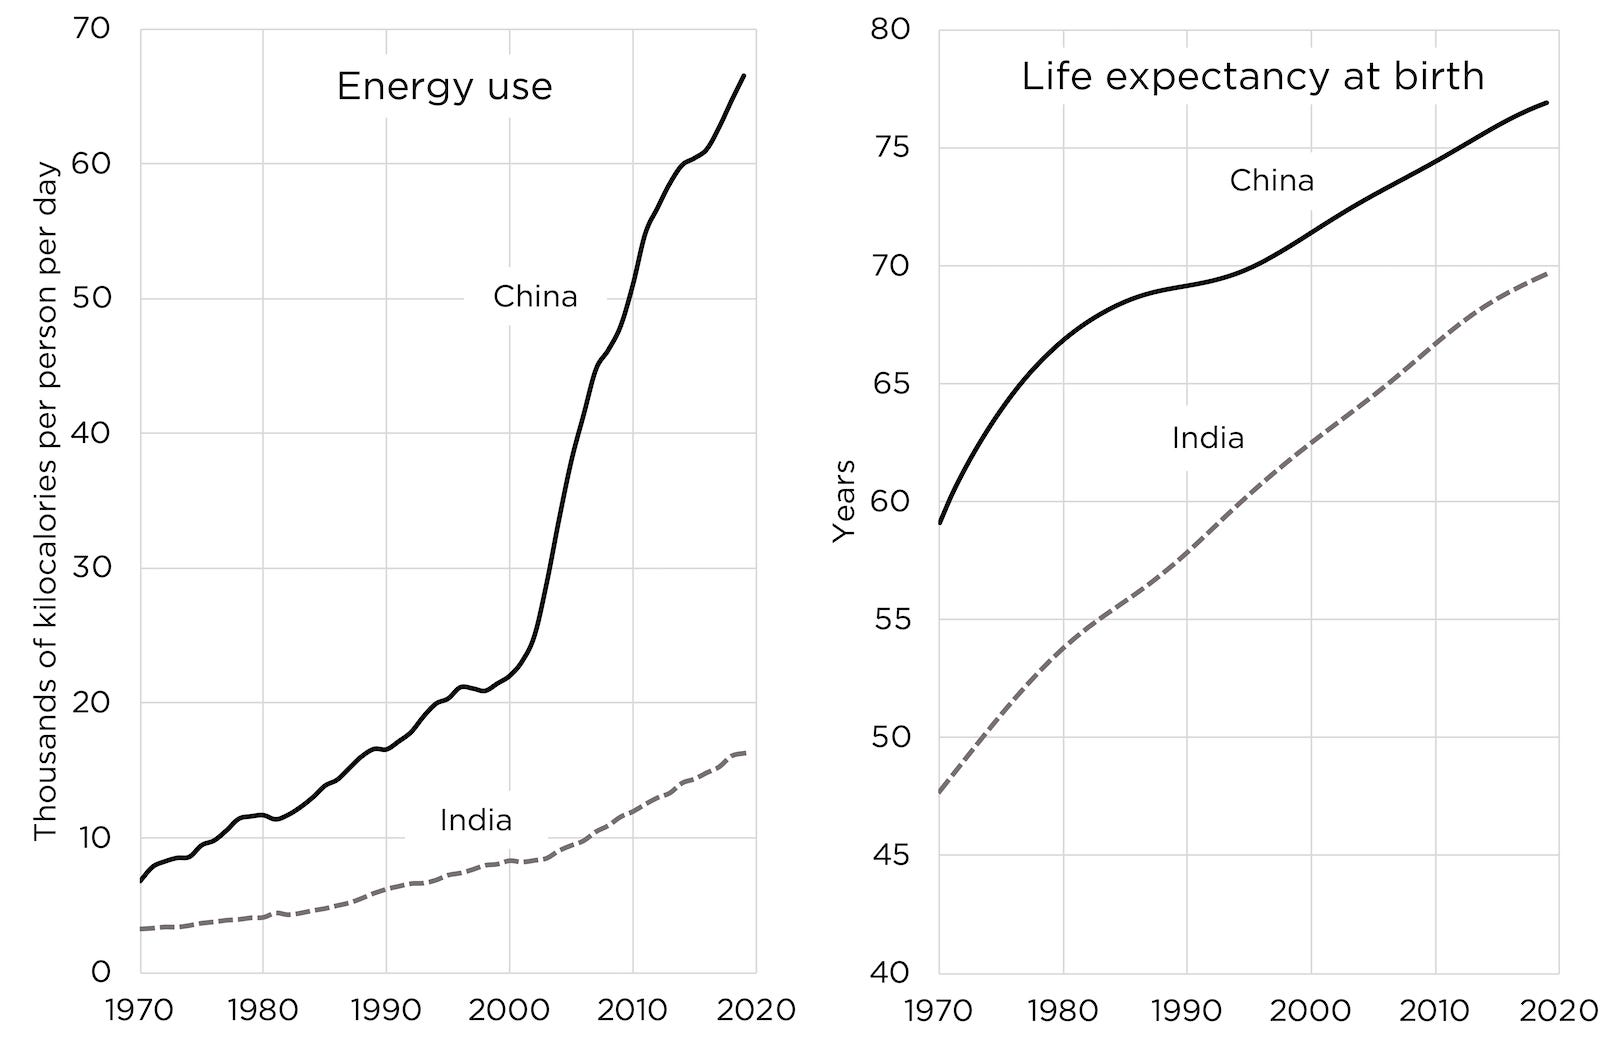 Energy use
Thousands of kilocalories per person per day
70
60
50
40
30
20
10
0
China
India
1970 1980 1990 2000 2010 2020
Life expectancy at birth
Years
80
75
70
65
60
55
50
45
40
China
India
1970 1980 1990 2000 2010 2020